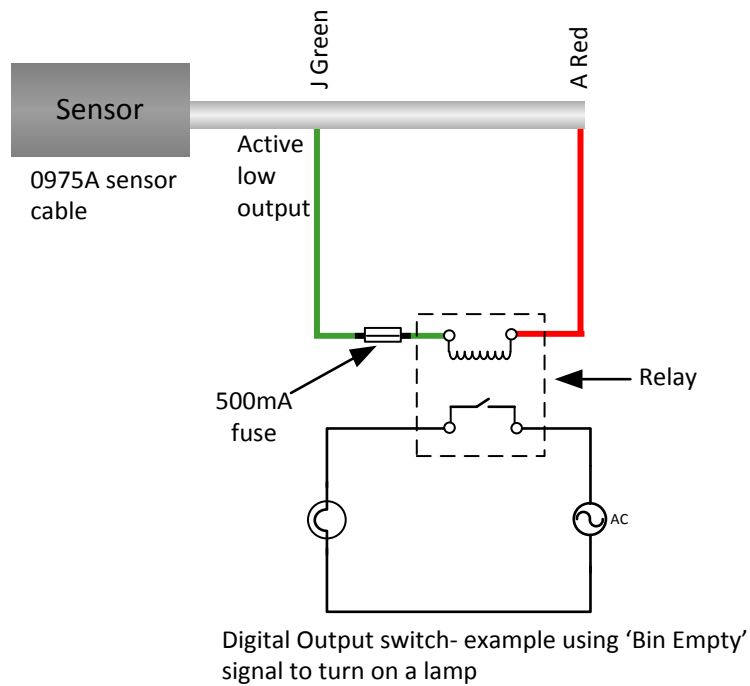 J Green
A Red
Sensor
0975A sensor
cable
Active
low
output
500mA
fuse
Relay
AC
Digital Output switch- example using ‘Bin Empty’
signal to turn on a lamp